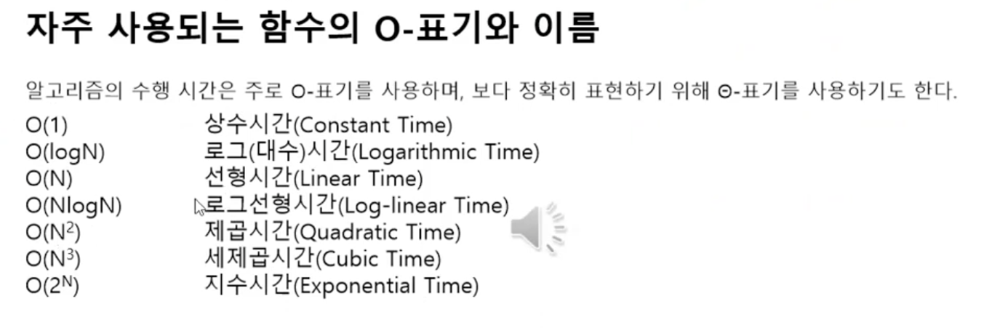 자주 사용되는 함수의 O-표기와 이름
알고리즘의 수행 시간은 주로 O-표기를 사용하며, 보다 정확히 표현하기 위해 Θ-표기를 사용하기도 한다.
O(1) 상수시간(Constant Time)
O(logN) 로그(대수)시간(Logarithmic Time)
O(N) 선형시간(Linear Time)
O(NlogN) 로그선형시간(Log-linear Time)
O(N²) 제곱시간(Quadratic Time)
O(N³) 세제곱시간(Cubic Time)
O(2ᴺ) 지수시간(Exponential Time)